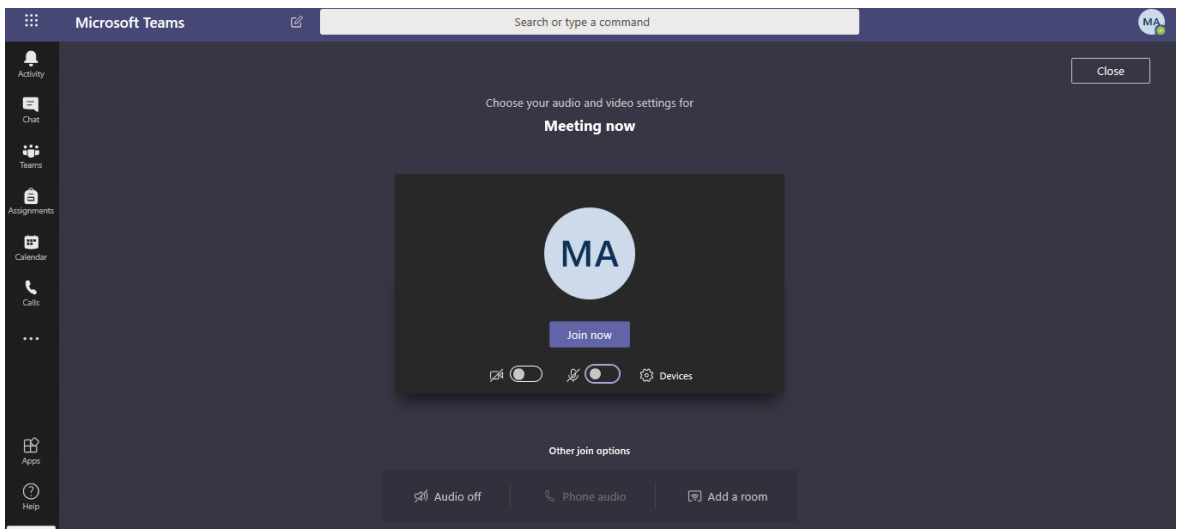 Microsoft Teams
Search or type a command
MA
Activity
Chat
Teams
Assignments
Calendar
Calls
Apps
Help
Close
Choose your audio and video settings for
Meeting now
MA
Join now
Devices
Other join options
Audio off
Phone audio
Add a room